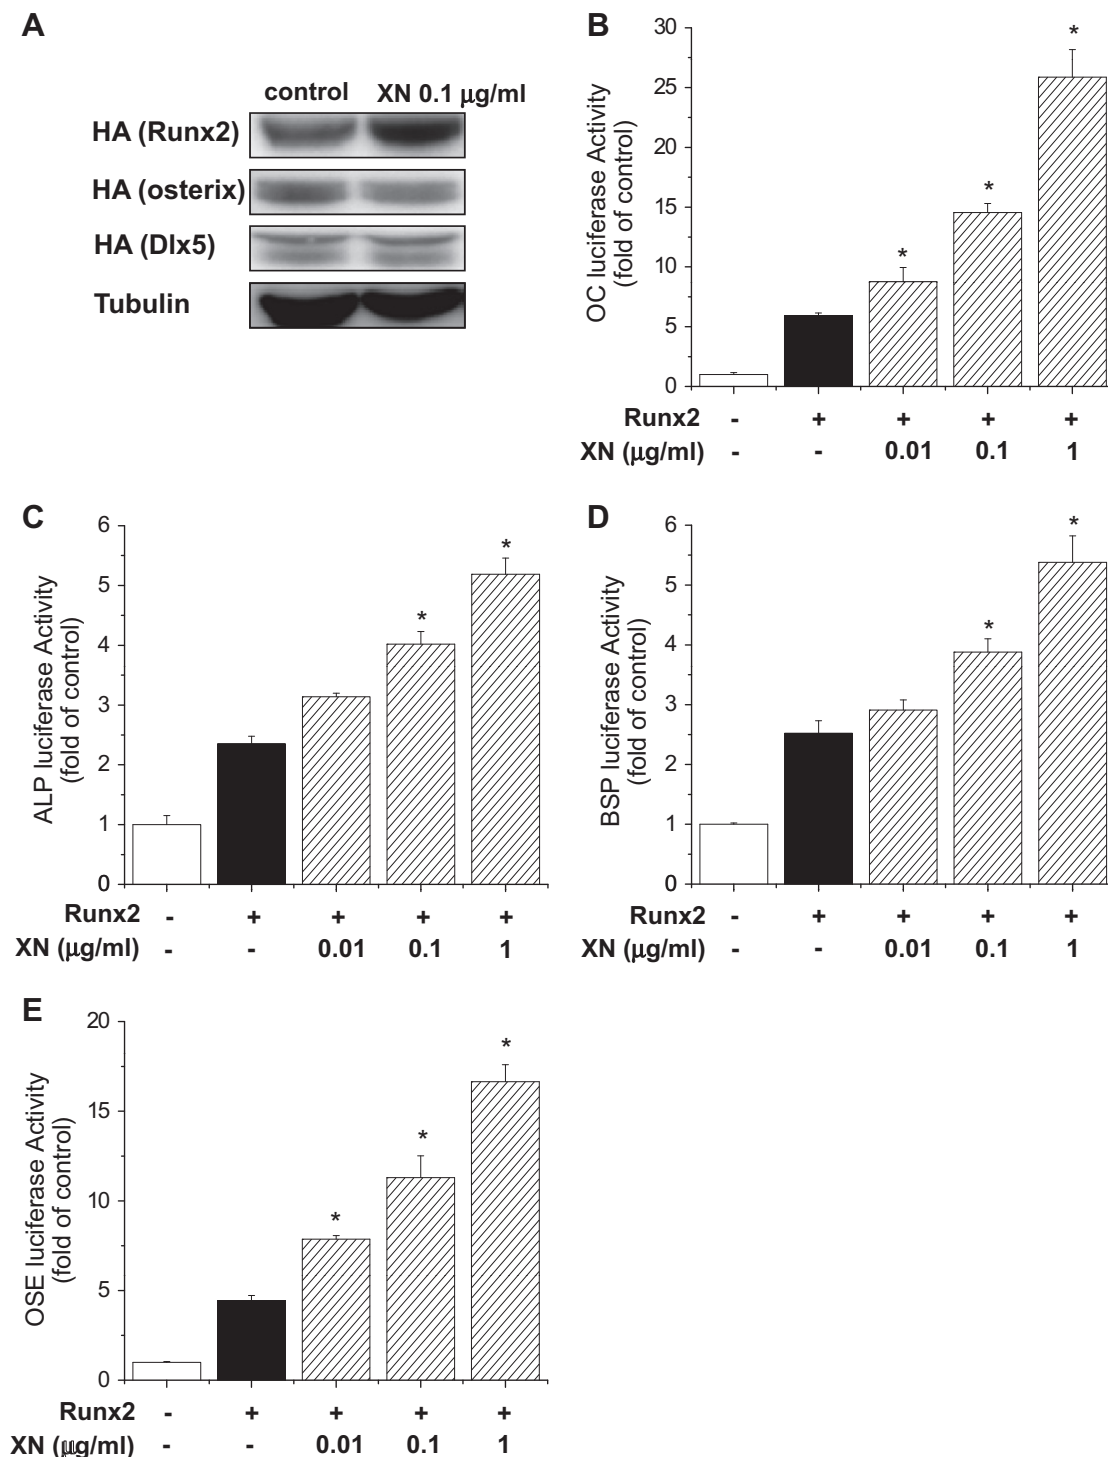 A
control XN 0.1 μg/ml
HA (Runx2)
HA (osterix)
HA (Dlx5)
Tubulin
B
OC luciferase Activity
(fold of control)
30
25
20
15
10
5
0
*
*
*
Runx2 - + + + +
XN (μg/ml) - - 0.01 0.1 1
C
ALP luciferase Activity
(fold of control)
6
5
4
3
2
1
0
*
*
Runx2 - + + + +
XN (μg/ml) - - 0.01 0.1 1
D
BSP luciferase Activity
(fold of control)
6
5
4
3
2
1
0
*
*
Runx2 - + + + +
XN (μg/ml) - - 0.01 0.1 1
E
OSE luciferase Activity
(fold of control)
20
15
10
5
0
*
*
*
Runx2 - + + + +
XN (μg/ml) - - 0.01 0.1 1